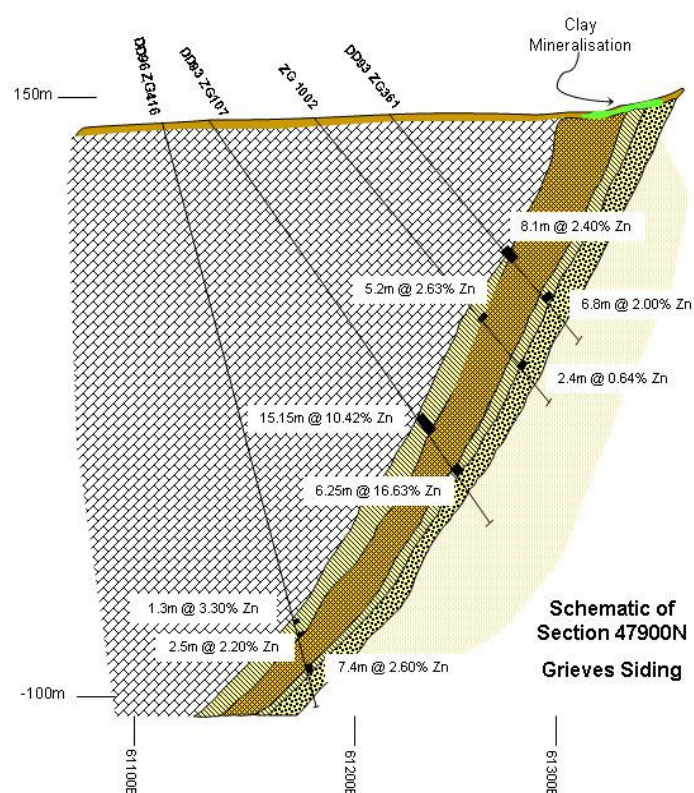 Clay
Mineralisation
150m
DD96 ZG416
DD93 ZG107
ZG 1002
DD93 ZG361
8.1m @ 2.40% Zn
5.2m @ 2.63% Zn
6.8m @ 2.00% Zn
2.4m @ 0.64% Zn
15.15m @ 10.42% Zn
6.25m @ 16.63% Zn
1.3m @ 3.30% Zn
2.5m @ 2.20% Zn
7.4m @ 2.60% Zn
Schematic of
Section 47900N
Grieves Siding
-100m
61100E
61200E
61300E